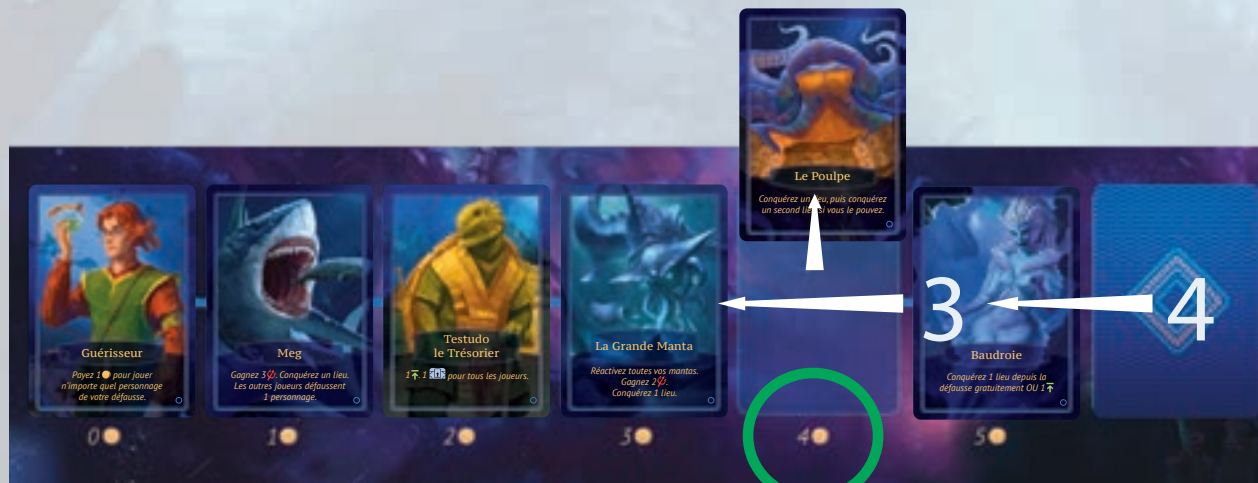 Le Poulpe
Conquérez un lieu, puis conquérez
un second lieu si vous le pouvez.
Guérisseur
Payez 1 pour jouer
n'importe quel personnage
de votre défausse.
0
Meg
Gagnez 3. Conquérez un lieu.
Les autres joueurs défaussent
1 personnage.
1
Testudo
le Trésorier
1 1 pour tous les joueurs.
2
La Grande Manta
Réactivez toutes vos mantas.
Gagnez 2.
Conquérez 1 lieu.
3
4
3
Baudroie
Conquérez 1 lieu depuis la
défausse gratuitement OU 1
5
4